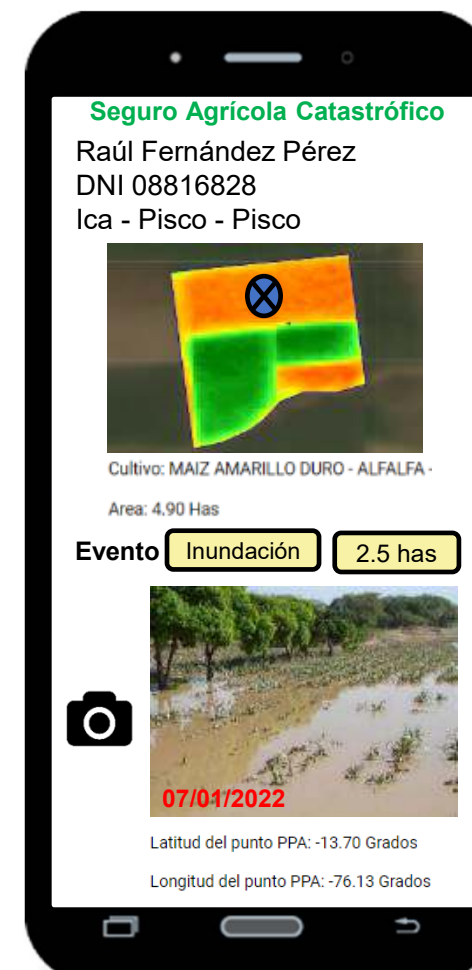 Seguro Agrícola Catastrófico
Raúl Fernández Pérez
DNI 08816828
Ica - Pisco - Pisco
Cultivo: MAIZ AMARILLO DURO - ALFALFA -
Area: 4.90 Has
Evento Inundación 2.5 has
07/01/2022
Latitud del punto PPA: -13.70 Grados
Longitud del punto PPA: -76.13 Grados